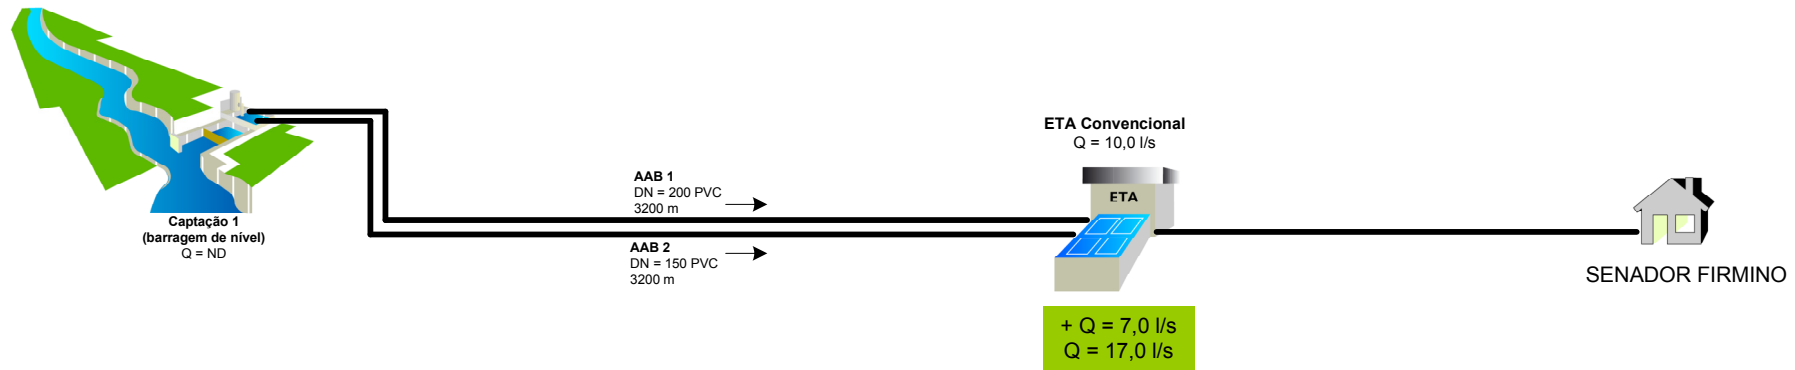 Captação 1
(barragem de nível)
Q = ND
AAB 1
DN = 200 PVC
3200 m
AAB 2
DN = 150 PVC
3200 m
ETA Convencional
Q = 10,0 l/s
ETA
+ Q = 7,0 l/s
Q = 17,0 l/s
SENADOR FIRMINO